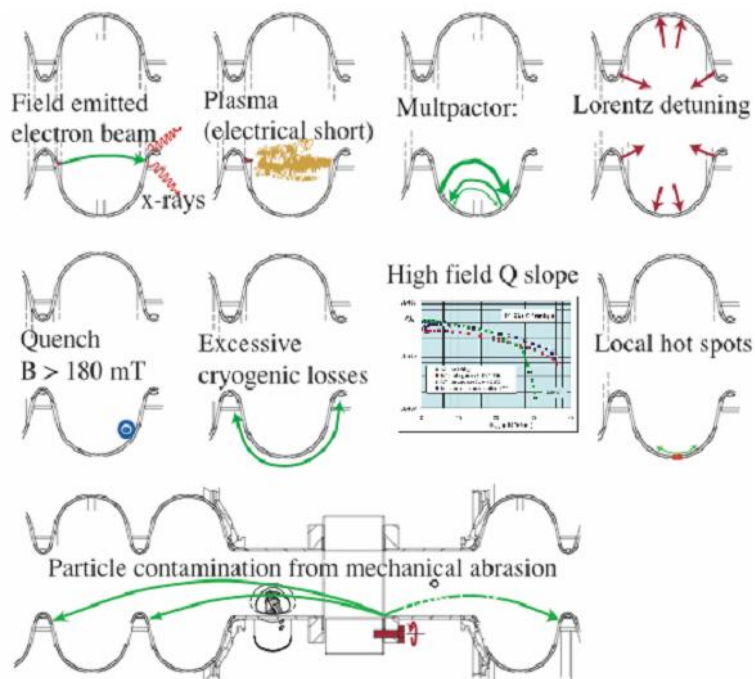 Field emitted
electron beam
x-rays
Plasma
(electrical short)
Multpactor:
Lorentz detuning
Quench
B > 180 mT
Excessive
cryogenic losses
High field Q slope
Local hot spots
Particle contamination from mechanical abrasion